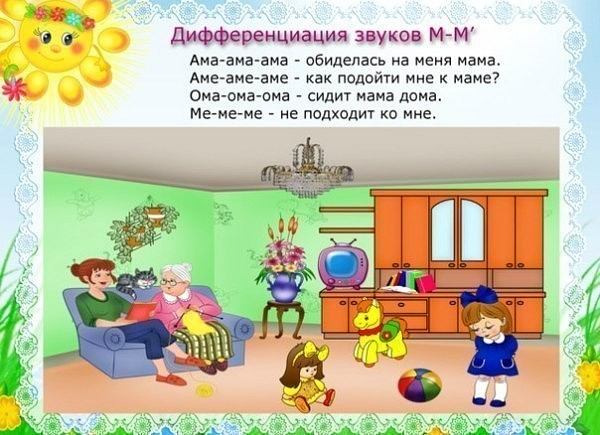 Дифференциация звуков М-М’
Ама-ама-ама - обиделась на меня мама.
Аме-аме-аме - как подойти мне к маме?
Ома-ома-ома - сидит мама дома.
Ме-ме-ме - не подходит ко мне.